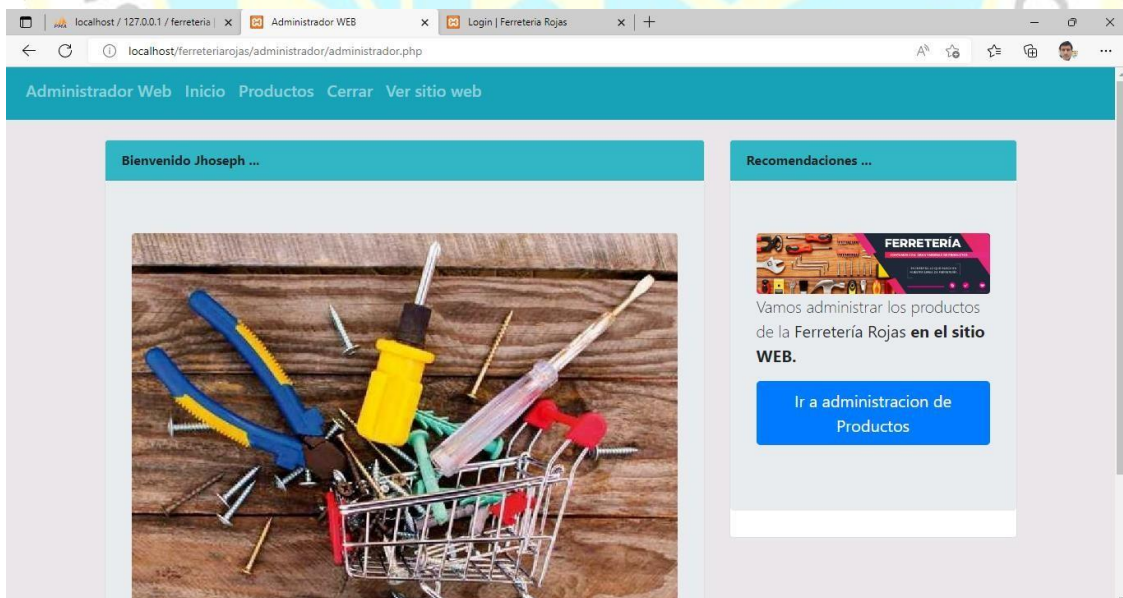 localhost / 127.0.0.1 / ferreteria |
Administrador WEB
Login | Ferreteria Rojas
localhost/ferreteriarojas/administrador/administrador.php
Administrador Web Inicio Productos Cerrar Ver sitio web
Bienvenido Jhoseph ...
Recomendaciones ...
FERRETERÍA
Vamos administrar los productos
de la Ferretería Rojas en el sitio
WEB.
Ir a administracion de
Productos